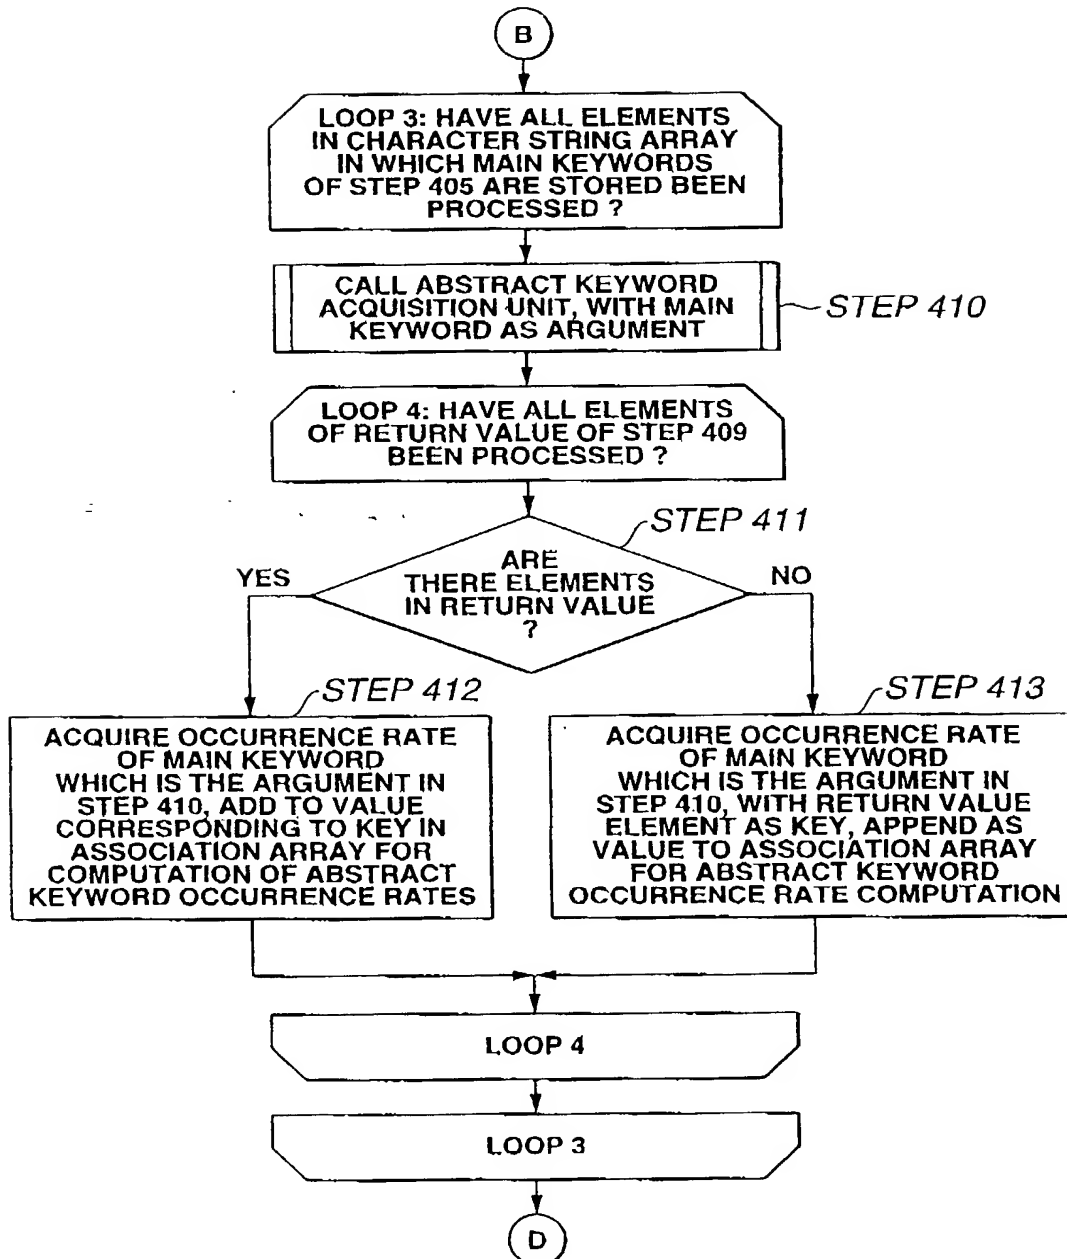 B
LOOP 3: HAVE ALL ELEMENTS
IN CHARACTER STRING ARRAY
IN WHICH MAIN KEYWORDS
OF STEP 405 ARE STORED BEEN
PROCESSED ?
CALL ABSTRACT KEYWORD
ACQUISITION UNIT, WITH MAIN
KEYWORD AS ARGUMENT
STEP 410
LOOP 4: HAVE ALL ELEMENTS
OF RETURN VALUE OF STEP 409
BEEN PROCESSED ?
STEP 411
ARE
THERE ELEMENTS
IN RETURN VALUE
?
YES
NO
STEP 412
ACQUIRE OCCURRENCE RATE
OF MAIN KEYWORD
WHICH IS THE ARGUMENT IN
STEP 410, ADD TO VALUE
CORRESPONDING TO KEY IN
ASSOCIATION ARRAY FOR
COMPUTATION OF ABSTRACT
KEYWORD OCCURRENCE RATES
STEP 413
ACQUIRE OCCURRENCE RATE
OF MAIN KEYWORD
WHICH IS THE ARGUMENT IN
STEP 410, WITH RETURN VALUE
ELEMENT AS KEY, APPEND AS
VALUE TO ASSOCIATION ARRAY
FOR ABSTRACT KEYWORD
OCCURRENCE RATE COMPUTATION
LOOP 4
LOOP 3
D